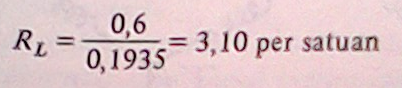 R_L = 0,6 / 0,1935 = 3,10 per satuan